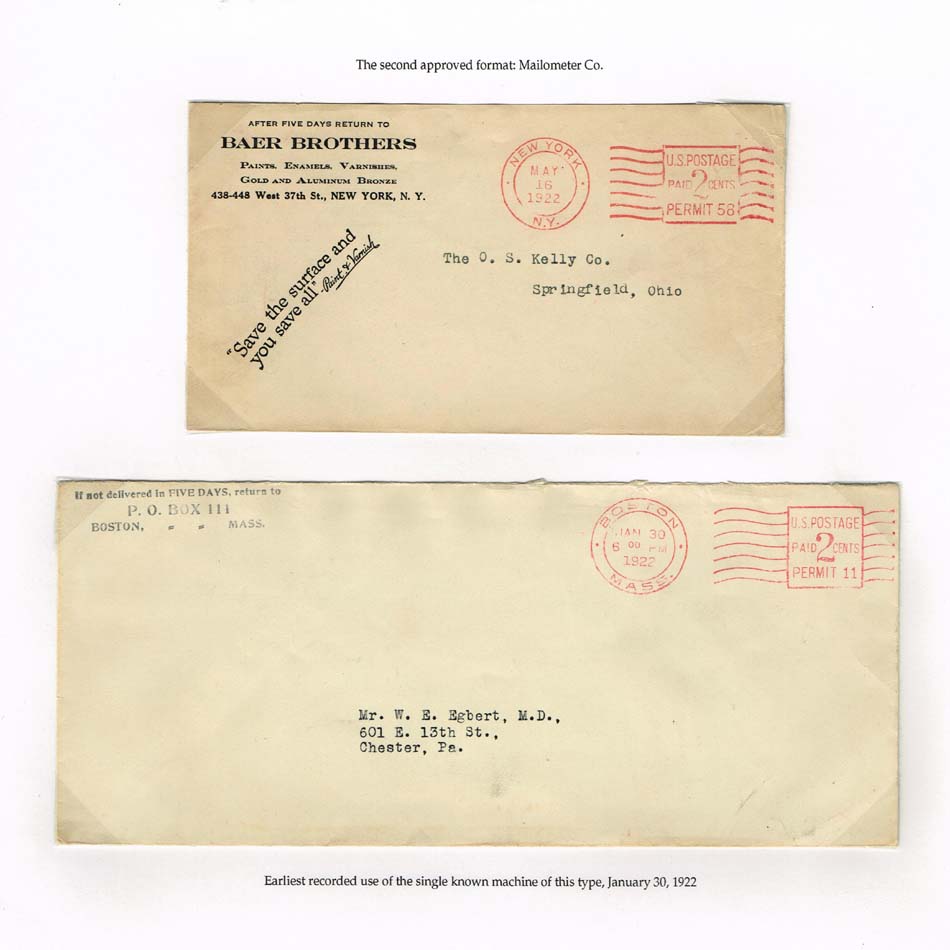 The second approved format: Mailometer Co.
AFTER FIVE DAYS RETURN TO
BAER BROTHERS
PAINTS, ENAMELS, VARNISHES,
GOLD AND ALUMINUM BRONZE
438-448 West 37th St., NEW YORK, N. Y.
"Save the surface and
you save all" - Paint & Varnish
NEW YORK
MAY
16
1922
N.Y.
U.S.POSTAGE
PAID 2 CENTS
PERMIT 58
The O. S. Kelly Co.
Springfield, Ohio
If not delivered in FIVE DAYS, return to
P. O. BOX 111
BOSTON, " " MASS.
BOSTON
JAN 30
6 00 PM
1922
MASS.
U.S.POSTAGE
PAID 2 CENTS
PERMIT 11
Mr. W. E. Egbert, M.D.,
601 E. 13th St.,
Chester, Pa.
Earliest recorded use of the single known machine of this type, January 30, 1922